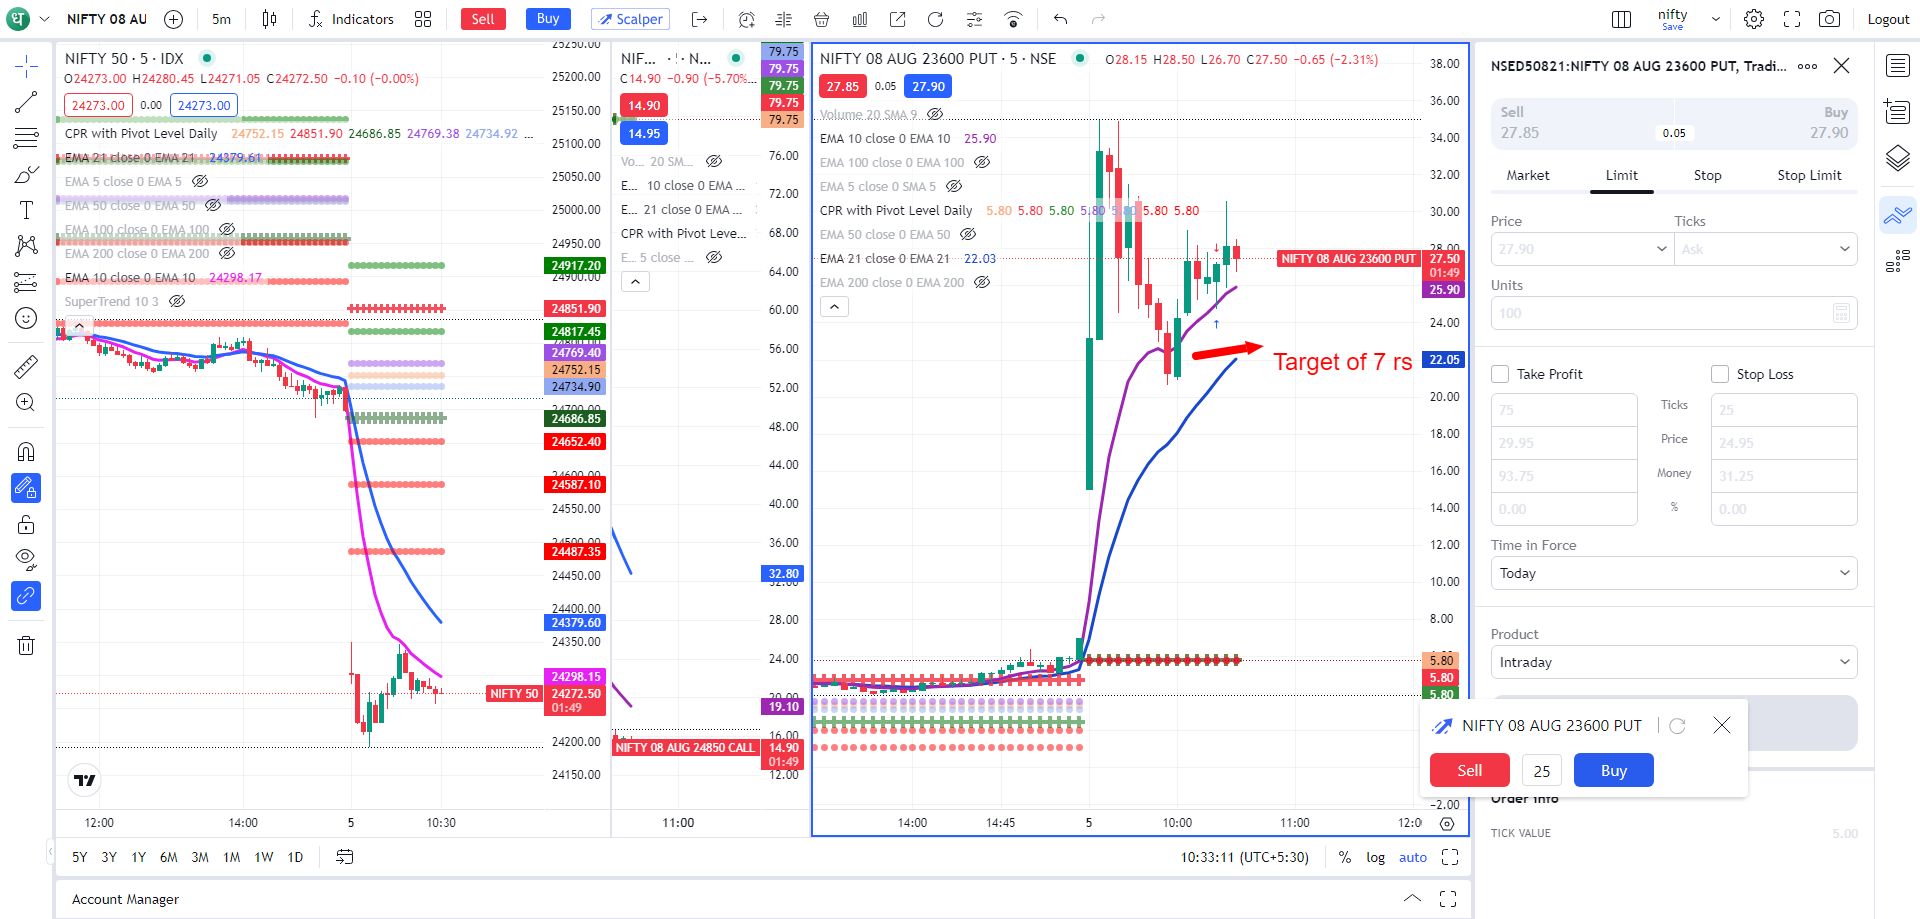 NIFTY 08 AU
5m
Indicators
Sell
Buy
Scalper
nifty
Save
Logout
NIFTY 50 · 5 · IDX
O24273.00 H24280.45 L24271.05 C24272.50 -0.10 (-0.00%)
24273.00 0.00 24273.00
CPR with Pivot Level Daily 24752.15 24851.90 24686.85 24769.38 24734.92 ...
EMA 21 close 0 EMA 21 24379.61
EMA 5 close 0 EMA 5
EMA 50 close 0 EMA 50
EMA 100 close 0 EMA 100
EMA 200 close 0 EMA 200
EMA 10 close 0 EMA 10 24298.17
SuperTrend 10 3
25250.00
25200.00
25150.00
25100.00
25050.00
25000.00
24950.00
24917.20
24900.00
24851.90
24817.45
24769.40
24752.15
24734.90
24700.00
24686.85
24652.40
24600.00
24587.10
24550.00
24500.00
24487.35
24450.00
24400.00
24379.60
24350.00
24298.15
NIFTY 50 24272.50
01:49
24200.00
24150.00
12:00 14:00 5 10:30
NIF... · N...
C14.90 -0.90 (-5.70%...
14.90
14.95
Vo... 20 SM...
E... 10 close 0 EMA ...
E... 21 close 0 EMA ...
CPR with Pivot Leve...
E... 5 close ...
79.75
79.75
79.75
79.75
79.75
76.00
72.00
68.00
64.00
60.00
56.00
52.00
48.00
44.00
40.00
36.00
32.80
32.00
28.00
24.00
20.00
19.10
16.00
NIFTY 08 AUG 24850 CALL 14.90
01:49
12.00
11:00
NIFTY 08 AUG 23600 PUT · 5 · NSE
O28.15 H28.50 L26.70 C27.50 -0.65 (-2.31%)
27.85 0.05 27.90
Volume 20 SMA 9
EMA 10 close 0 EMA 10 25.90
EMA 100 close 0 EMA 100
EMA 5 close 0 SMA 5
CPR with Pivot Level Daily 5.80 5.80 5.80 5.80 5.80 5.80 5.80
EMA 50 close 0 EMA 50
EMA 21 close 0 EMA 21 22.03
EMA 200 close 0 EMA 200
Target of 7 rs
38.00
36.00
34.00
32.00
30.00
28.00
NIFTY 08 AUG 23600 PUT 27.50
01:49
25.90
24.00
22.05
20.00
18.00
16.00
14.00
12.00
10.00
8.00
5.80
5.80
5.80
-2.00
14:00 14:45 5 10:00 11:00 12:0
5Y 3Y 1Y 6M 3M 1M 1W 1D
10:33:11 (UTC+5:30) % log auto
Account Manager
NSED50821:NIFTY 08 AUG 23600 PUT, Tradi...
Sell Buy
27.85 0.05 27.90
Market Limit Stop Stop Limit
Price Ticks
27.90 Ask
Units
100
Take Profit Stop Loss
75 Ticks 25
29.95 Price 24.95
93.75 Money 31.25
0.00 % 0.00
Time in Force
Today
Product
Intraday
NIFTY 08 AUG 23600 PUT
Sell 25 Buy
Order Info
TICK VALUE 5.00